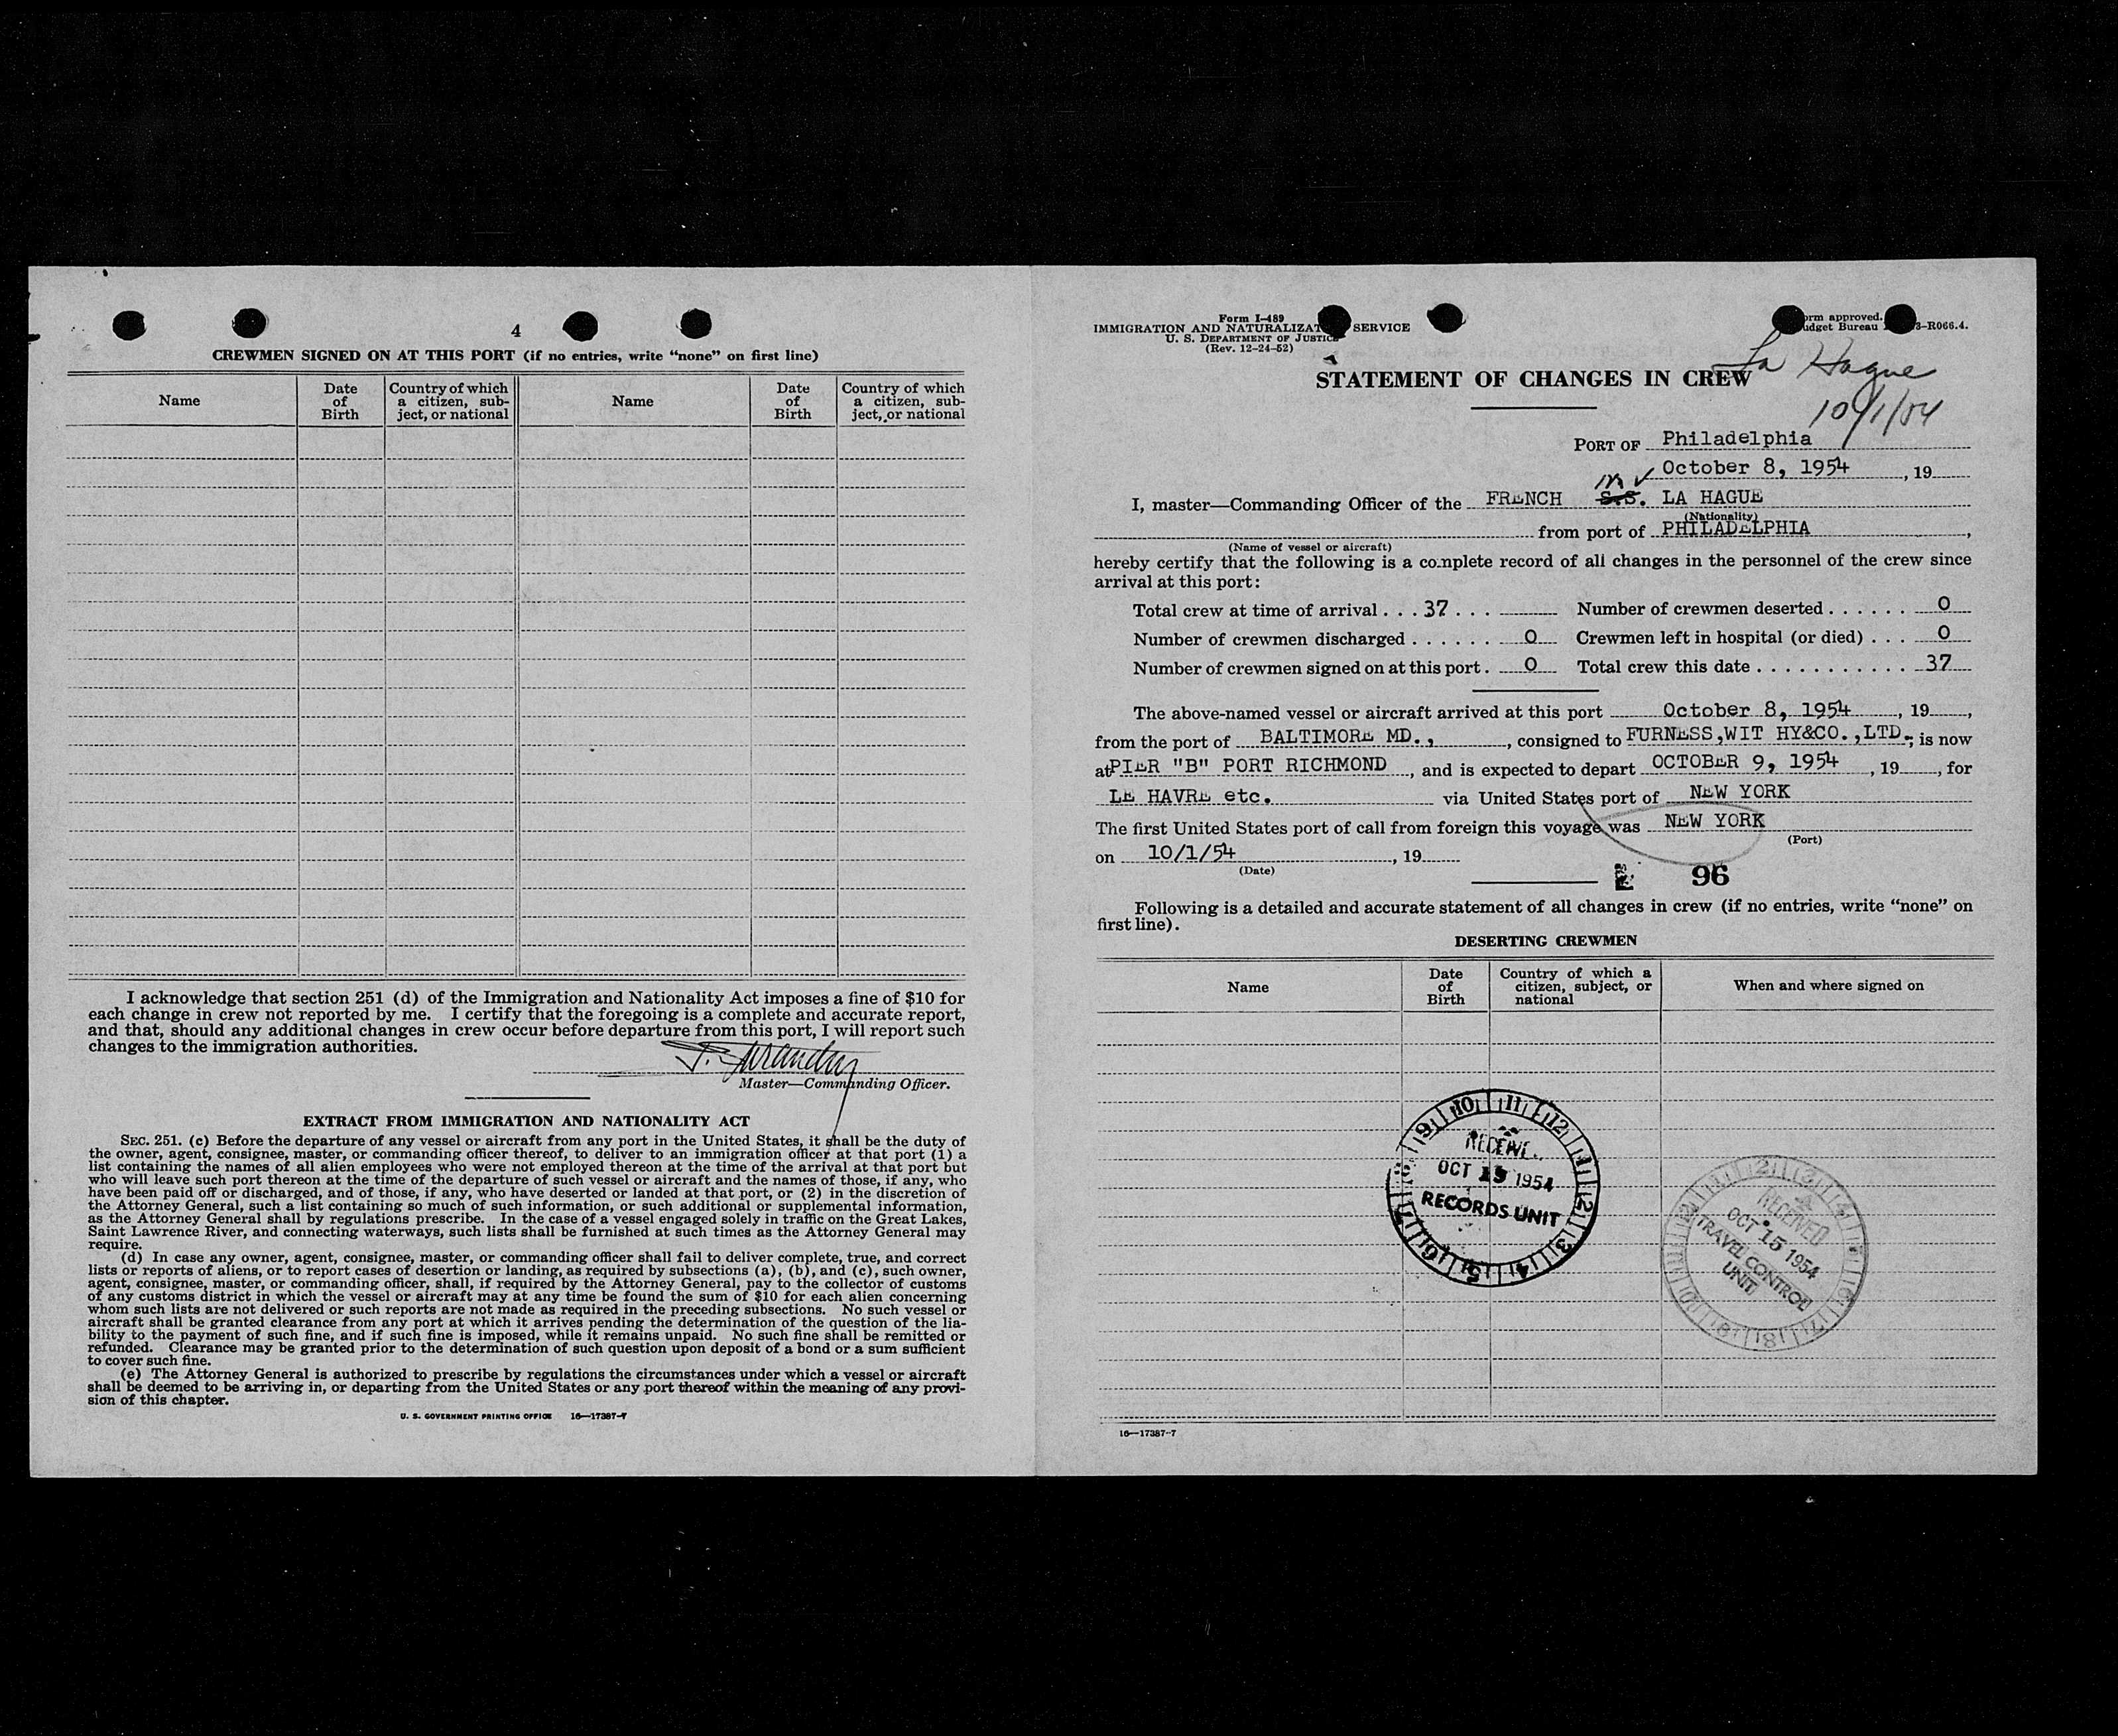 4
CREWMEN SIGNED ON AT THIS PORT (if no entries, write "none" on first line)
Name
Date of Birth
Country of which a citizen, sub-ject, or national
Name
Date of Birth
Country of which a citizen, sub-ject, or national
I acknowledge that section 251 (d) of the Immigration and Nationality Act imposes a fine of $10 for
each change in crew not reported by me. I certify that the foregoing is a complete and accurate report,
and that, should any additional changes in crew occur before departure from this port, I will report such
changes to the immigration authorities.
Master—Commanding Officer.
EXTRACT FROM IMMIGRATION AND NATIONALITY ACT
SEC. 251. (c) Before the departure of any vessel or aircraft from any port in the United States, it shall be the duty of
the owner, agent, consignee, master, or commanding officer thereof, to deliver to an immigration officer at that port (1) a
list containing the names of all alien employees who were not employed thereon at the time of the arrival at that port but
who will leave such port thereon at the time of the departure of such vessel or aircraft and the names of those, if any, who
have been paid off or discharged, and of those, if any, who have deserted or landed at that port, or (2) in the discretion of
the Attorney General, such a list containing so much of such information, or such additional or supplemental information,
as the Attorney General shall by regulations prescribe. In the case of a vessel engaged solely in traffic on the Great Lakes,
Saint Lawrence River, and connecting waterways, such lists shall be furnished at such times as the Attorney General may
require.
(d) In case any owner, agent, consignee, master, or commanding officer shall fail to deliver complete, true, and correct
lists or reports of aliens, or to report cases of desertion or landing, as required by subsections (a), (b), and (c), such owner,
agent, consignee, master, or commanding officer, shall, if required by the Attorney General, pay to the collector of customs
of any customs district in which the vessel or aircraft may at any time be found the sum of $10 for each alien concerning
whom such lists are not delivered or such reports are not made as required in the preceding subsections. No such vessel or
aircraft shall be granted clearance from any port at which it arrives pending the determination of the question of the lia-
bility to the payment of such fine, and if such fine is imposed, while it remains unpaid. No such fine shall be remitted or
refunded. Clearance may be granted prior to the determination of such question upon deposit of a bond or a sum sufficient
to cover such fine.
(e) The Attorney General is authorized to prescribe by regulations the circumstances under which a vessel or aircraft
shall be deemed to be arriving in, or departing from the United States or any port thereof within the meaning of any provi-
sion of this chapter.
U. S. GOVERNMENT PRINTING OFFICE 16—17387-7
Form I-489
IMMIGRATION AND NATURALIZAT SERVICE
U. S. DEPARTMENT OF JUSTICE
(Rev. 12-24-52)
orm approved.
udget Bureau 3-R066.4.
STATEMENT OF CHANGES IN CREW
La Hague
10/1/54
PORT OF Philadelphia
October 8, 1954, 19
I, master—Commanding Officer of the FRENCH S.S. LA HAGUE
(Nationality)
from port of PHILADELPHIA,
(Name of vessel or aircraft)
hereby certify that the following is a complete record of all changes in the personnel of the crew since
arrival at this port:
Total crew at time of arrival . . . 37 . . . Number of crewmen deserted . . . . . . 0
Number of crewmen discharged . . . . . . 0 Crewmen left in hospital (or died) . . . 0
Number of crewmen signed on at this port . 0 Total crew this date . . . . . . . . . . . . 37
The above-named vessel or aircraft arrived at this port October 8, 1954, 19,
from the port of BALTIMORE MD., , consigned to FURNESS,WIT HY&CO.,LTD.; is now
at PIER "B" PORT RICHMOND, and is expected to depart OCTOBER 9, 1954, 19, for
LE HAVRE etc. via United States port of NEW YORK
The first United States port of call from foreign this voyage was NEW YORK
(Port)
on 10/1/54, 19
(Date)
96
Following is a detailed and accurate statement of all changes in crew (if no entries, write "none" on
first line).
DESERTING CREWMEN
Name
Date of Birth
Country of which a citizen, subject, or national
When and where signed on
RECEIVE
OCT 15 1954
RECORDS UNIT
RECEIVED
OCT 15 1954
TRAVEL CONTROL
UNIT
16—17387-7